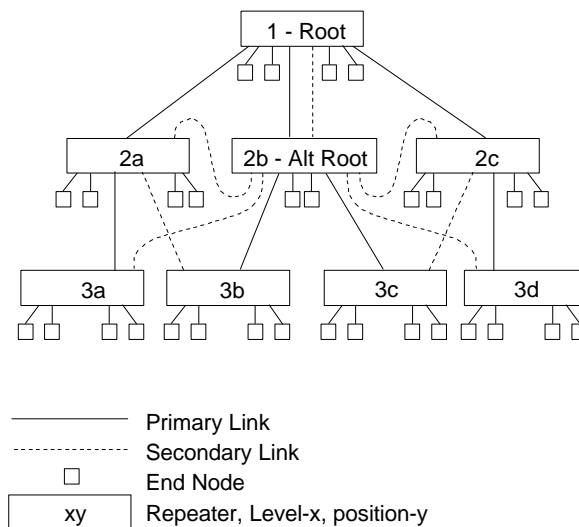 1 - Root
2a
2b - Alt Root
2c
3a
3b
3c
3d
Primary Link
Secondary Link
End Node
xy
Repeater, Level-x, position-y